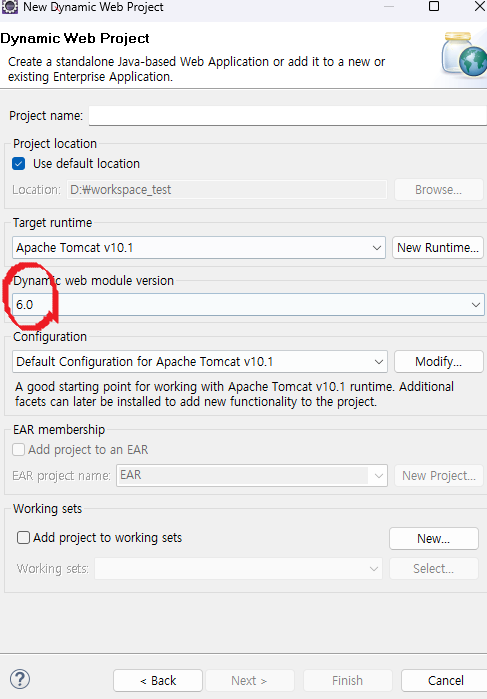 New Dynamic Web Project
Dynamic Web Project
Create a standalone Java-based Web Application or add it to a new or
existing Enterprise Application.
Project name:
Project location
Use default location
Location: D:₩workspace_test Browse...
Target runtime
Apache Tomcat v10.1 New Runtime...
Dynamic web module version
6.0
Configuration
Default Configuration for Apache Tomcat v10.1 Modify...
A good starting point for working with Apache Tomcat v10.1 runtime. Additional
facets can later be installed to add new functionality to the project.
EAR membership
Add project to an EAR
EAR project name: EAR New Project...
Working sets
Add project to working sets New...
Working sets: Select...
? < Back Next > Finish Cancel